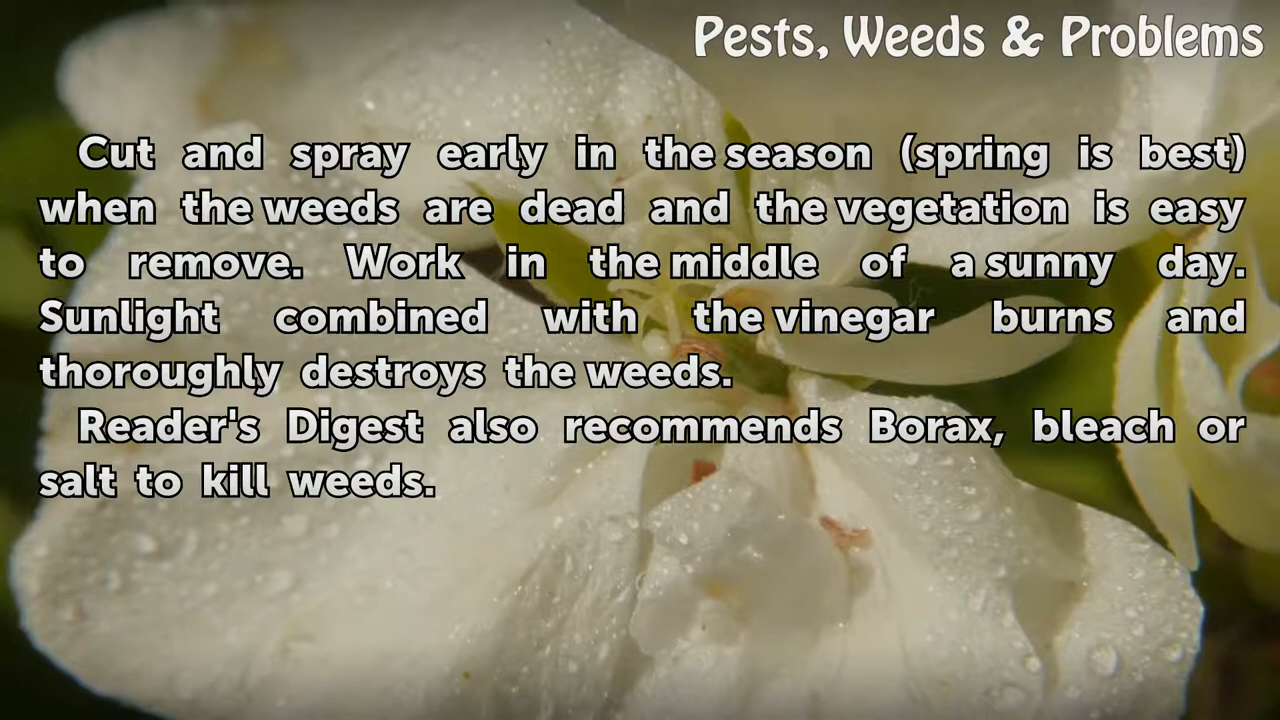 Pests, Weeds & Problems
Cut and spray early in the season (spring is best)
when the weeds are dead and the vegetation is easy
to remove. Work in the middle of a sunny day.
Sunlight combined with the vinegar burns and
thoroughly destroys the weeds.
Reader's Digest also recommends Borax, bleach or
salt to kill weeds.